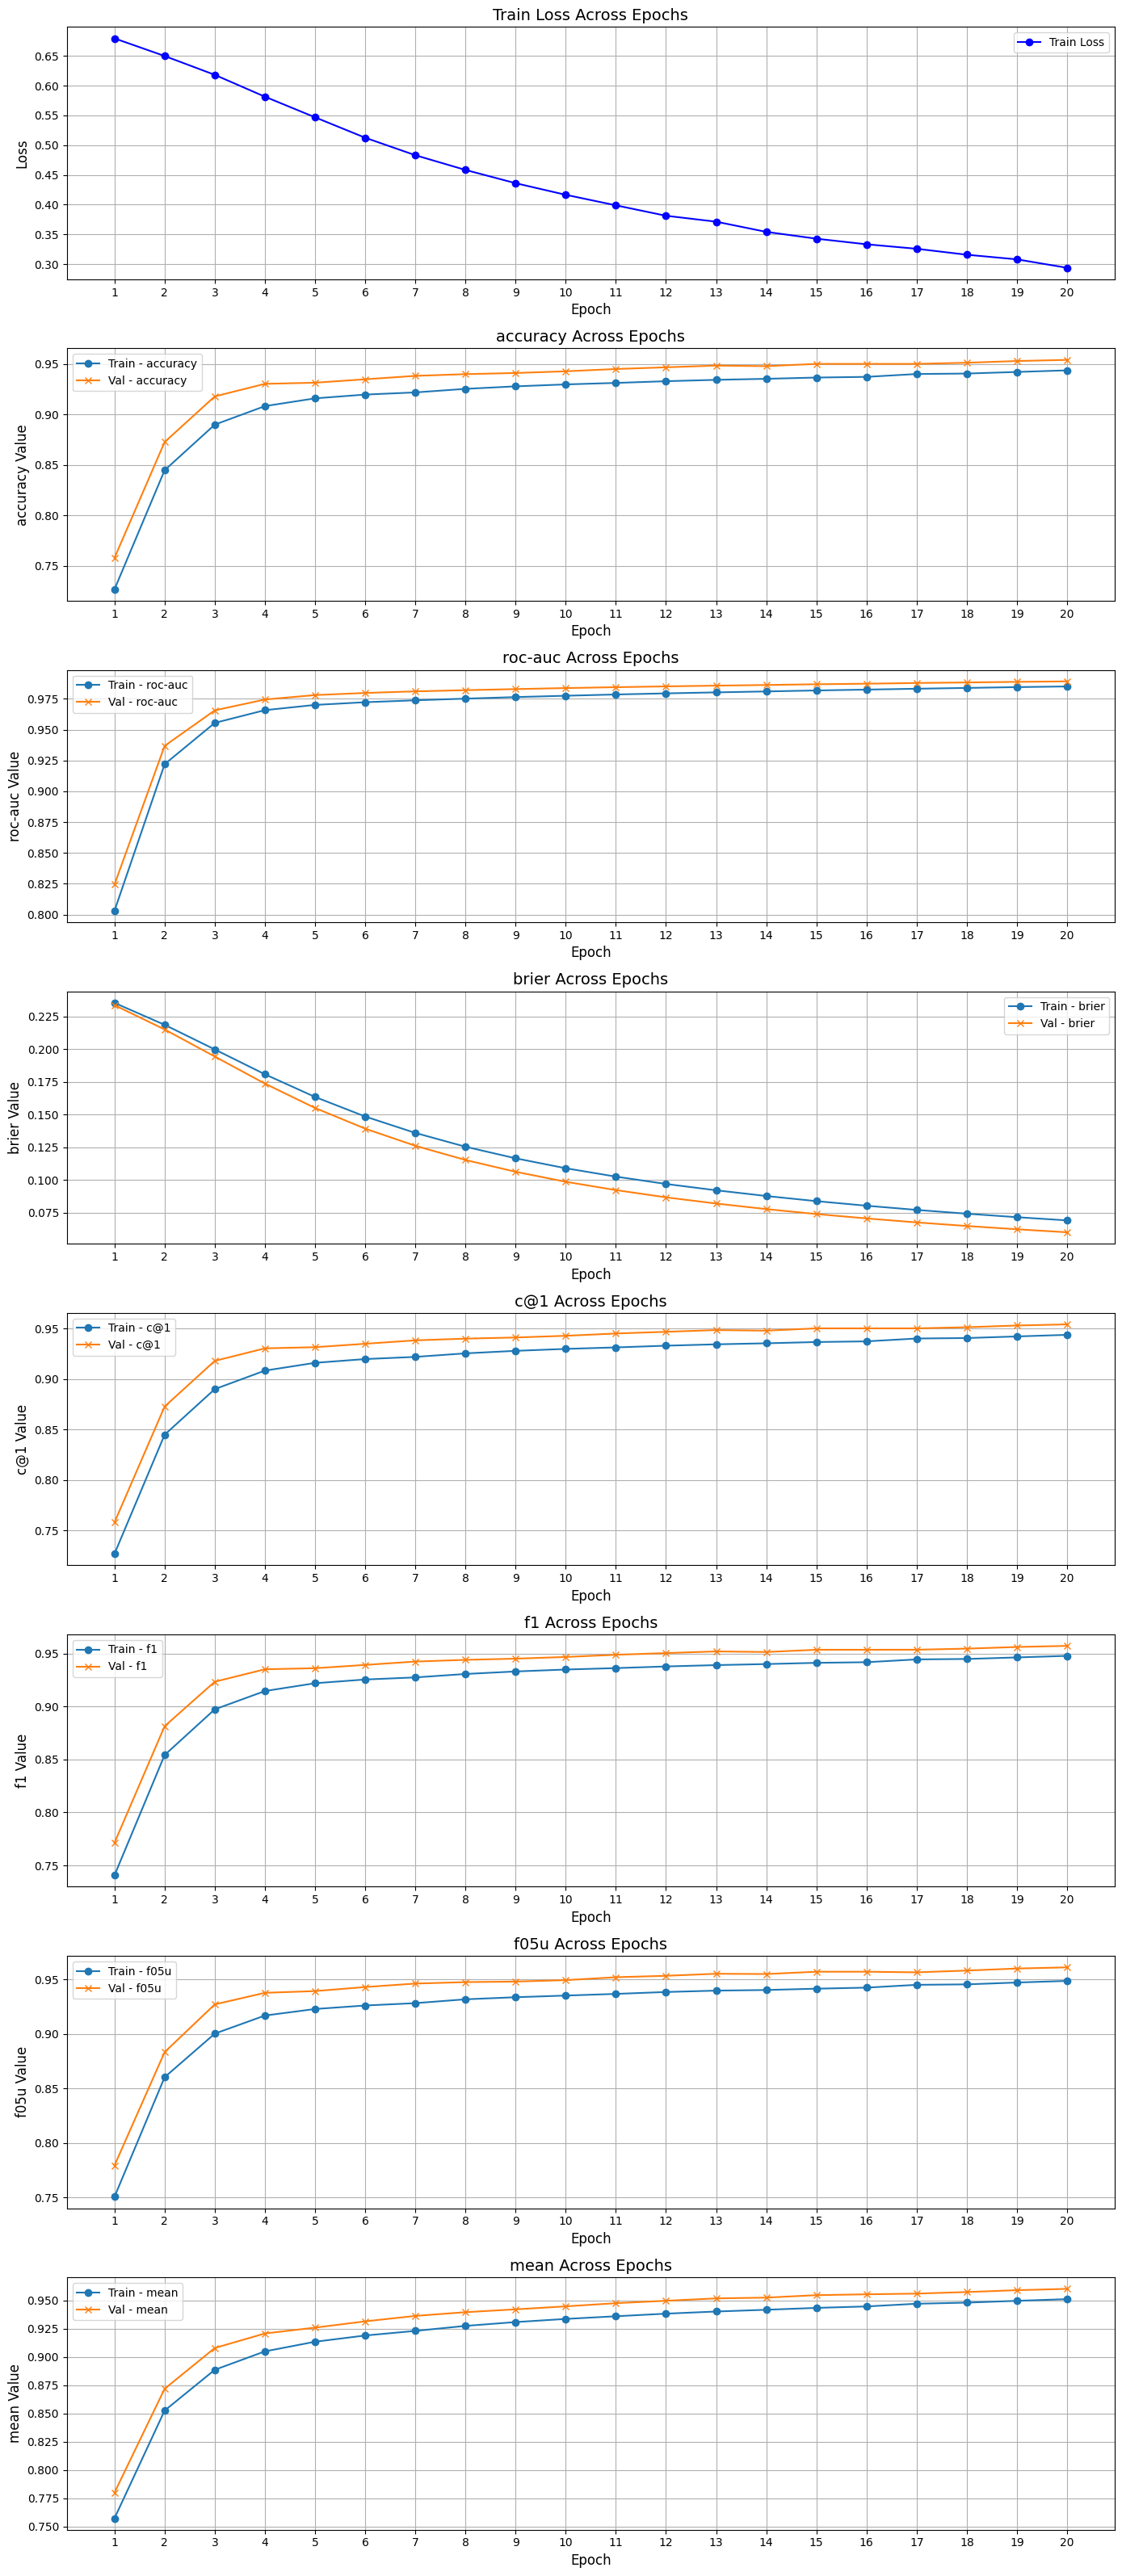 Train Loss Across Epochs
Train Loss
Loss
0.65
0.60
0.55
0.50
0.45
0.40
0.35
0.30
1 2 3 4 5 6 7 8 9 10 11 12 13 14 15 16 17 18 19 20
Epoch
accuracy Across Epochs
Train - accuracy
Val - accuracy
accuracy Value
0.95
0.90
0.85
0.80
0.75
1 2 3 4 5 6 7 8 9 10 11 12 13 14 15 16 17 18 19 20
Epoch
roc-auc Across Epochs
Train - roc-auc
Val - roc-auc
roc-auc Value
0.975
0.950
0.925
0.900
0.875
0.850
0.825
0.800
1 2 3 4 5 6 7 8 9 10 11 12 13 14 15 16 17 18 19 20
Epoch
brier Across Epochs
Train - brier
Val - brier
brier Value
0.225
0.200
0.175
0.150
0.125
0.100
0.075
1 2 3 4 5 6 7 8 9 10 11 12 13 14 15 16 17 18 19 20
Epoch
c@1 Across Epochs
Train - c@1
Val - c@1
c@1 Value
0.95
0.90
0.85
0.80
0.75
1 2 3 4 5 6 7 8 9 10 11 12 13 14 15 16 17 18 19 20
Epoch
f1 Across Epochs
Train - f1
Val - f1
f1 Value
0.95
0.90
0.85
0.80
0.75
1 2 3 4 5 6 7 8 9 10 11 12 13 14 15 16 17 18 19 20
Epoch
f05u Across Epochs
Train - f05u
Val - f05u
f05u Value
0.95
0.90
0.85
0.80
0.75
1 2 3 4 5 6 7 8 9 10 11 12 13 14 15 16 17 18 19 20
Epoch
mean Across Epochs
Train - mean
Val - mean
mean Value
0.950
0.925
0.900
0.875
0.850
0.825
0.800
0.775
0.750
1 2 3 4 5 6 7 8 9 10 11 12 13 14 15 16 17 18 19 20
Epoch